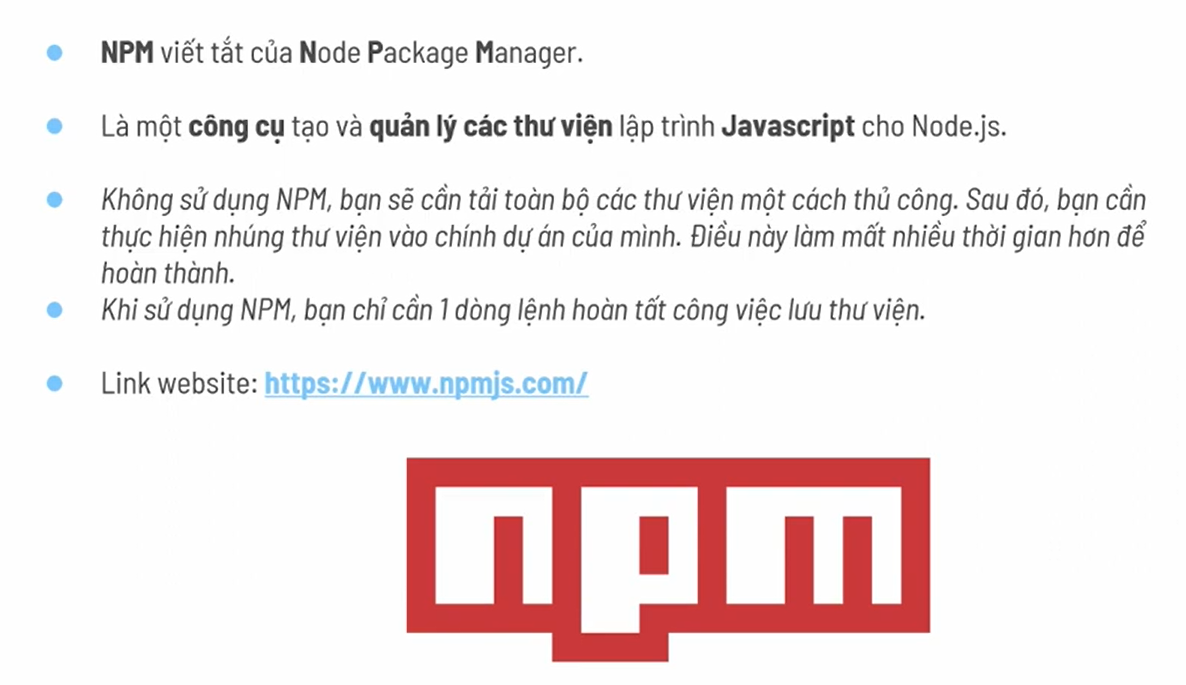 NPM viết tắt của Node Package Manager.
Là một công cụ tạo và quản lý các thư viện lập trình Javascript cho Node.js.
Không sử dụng NPM, bạn sẽ cần tải toàn bộ các thư viện một cách thủ công. Sau đó, bạn cần
thực hiện nhúng thư viện vào chính dự án của mình. Điều này làm mất nhiều thời gian hơn để
hoàn thành.
Khi sử dụng NPM, bạn chỉ cần 1 dòng lệnh hoàn tất công việc lưu thư viện.
Link website: https://www.npmjs.com/
npm